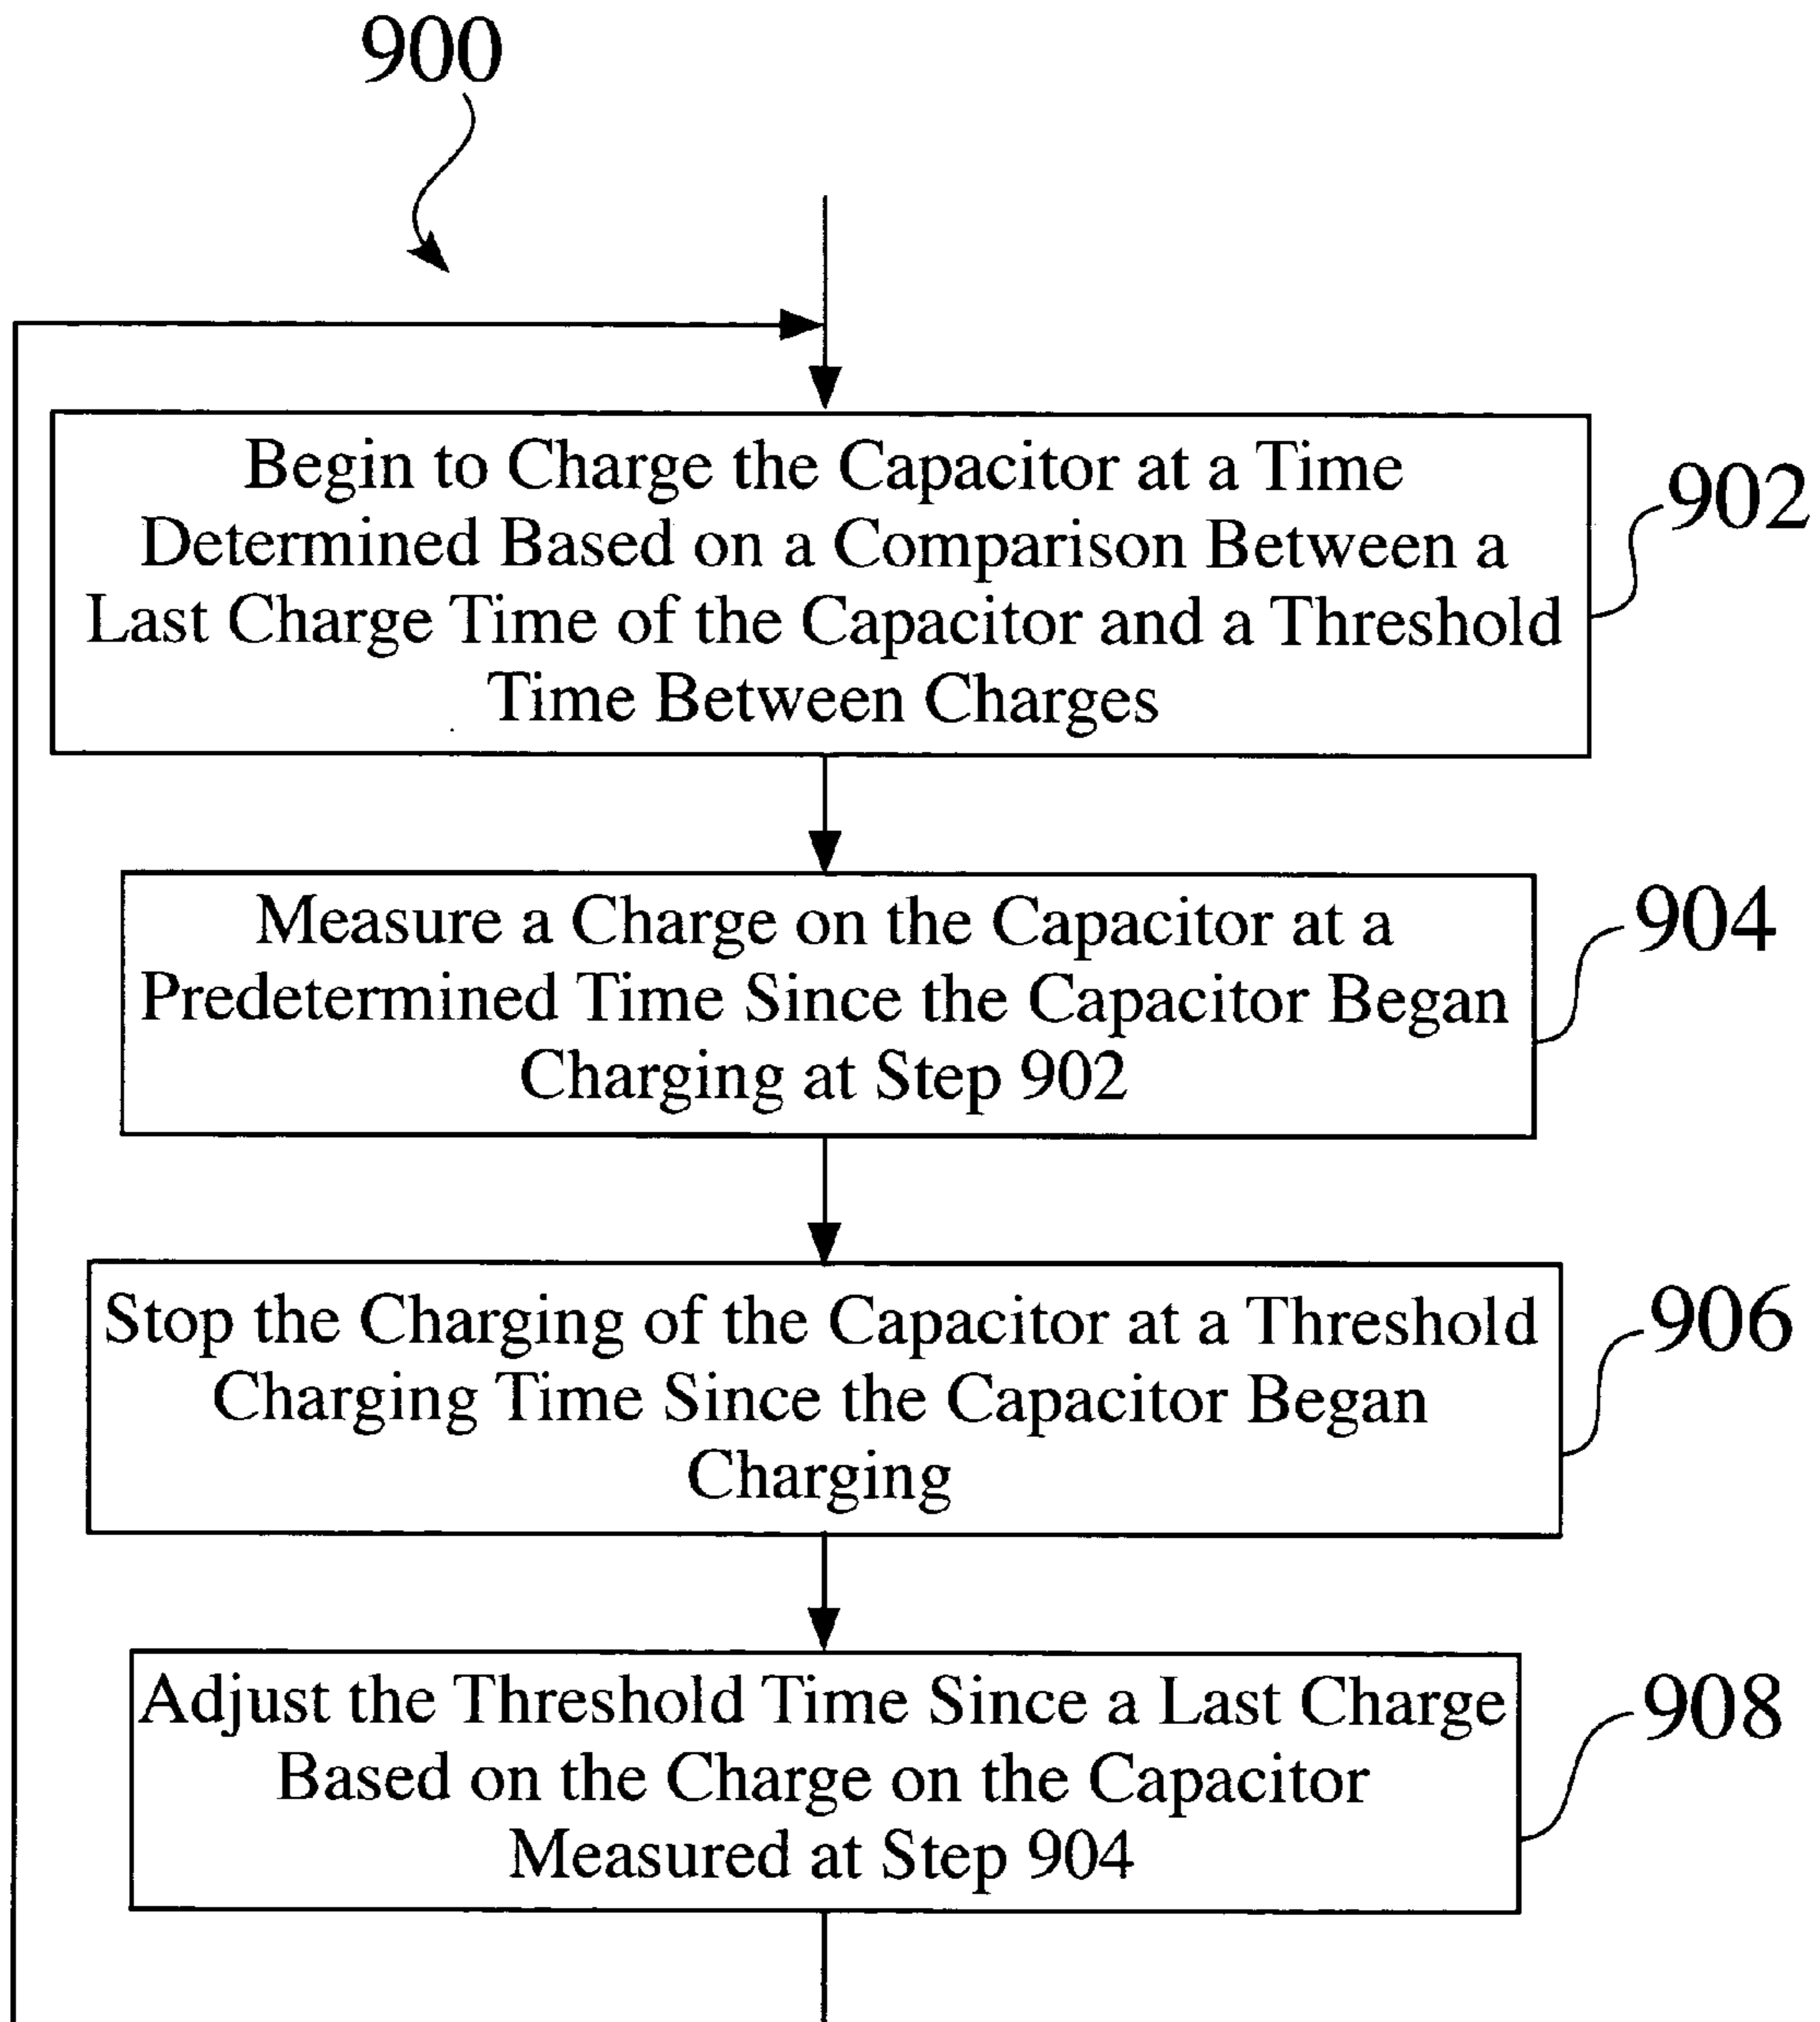 900
Begin to Charge the Capacitor at a Time
Determined Based on a Comparison Between a
Last Charge Time of the Capacitor and a Threshold
Time Between Charges
902
Measure a Charge on the Capacitor at a
Predetermined Time Since the Capacitor Began
Charging at Step 902
904
Stop the Charging of the Capacitor at a Threshold
Charging Time Since the Capacitor Began
Charging
906
Adjust the Threshold Time Since a Last Charge
Based on the Charge on the Capacitor
Measured at Step 904
908